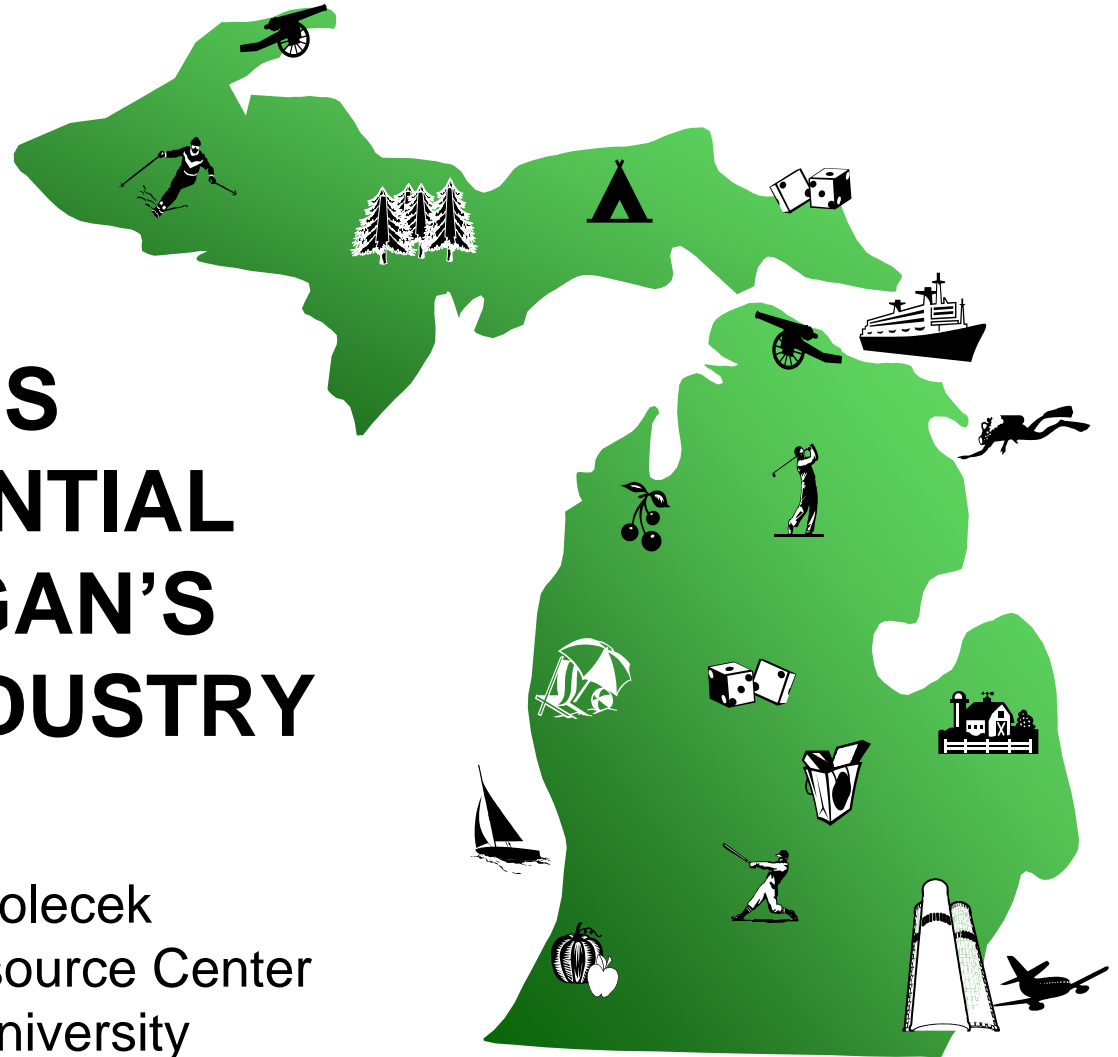 S
NTIAL
GAN’S
DUSTRY
olecek
source Center
niversity